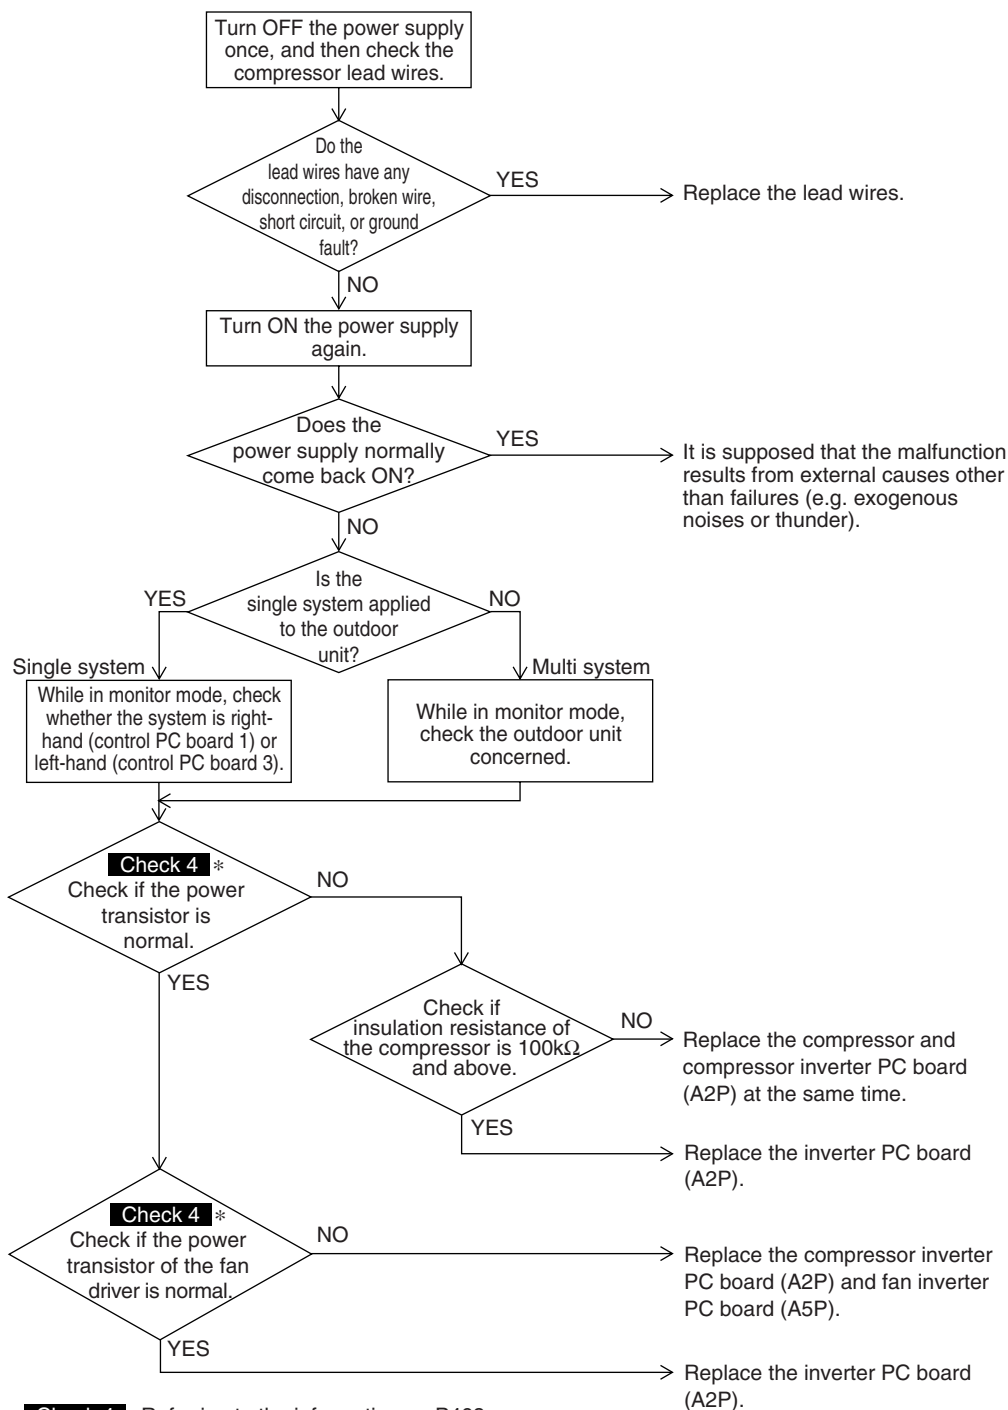 Turn OFF the power supply
once, and then check the
compressor lead wires.
Do the
lead wires have any
disconnection, broken wire,
short circuit, or ground
fault?
YES
Replace the lead wires.
NO
Turn ON the power supply
again.
Does the
power supply normally
come back ON?
YES
It is supposed that the malfunction
results from external causes other
than failures (e.g. exogenous
noises or thunder).
NO
Is the
single system applied
to the outdoor
unit?
YES
NO
Single system
Multi system
While in monitor mode, check
whether the system is right-
hand (control PC board 1) or
left-hand (control PC board 3).
While in monitor mode,
check the outdoor unit
concerned.
Check 4 *
Check if the power
transistor is
normal.
NO
YES
Check if
insulation resistance of
the compressor is 100kΩ
and above.
NO
Replace the compressor and
compressor inverter PC board
(A2P) at the same time.
YES
Replace the inverter PC board
(A2P).
Check 4 *
Check if the power
transistor of the fan
driver is normal.
NO
Replace the compressor inverter
PC board (A2P) and fan inverter
PC board (A5P).
YES
Replace the inverter PC board
(A2P).